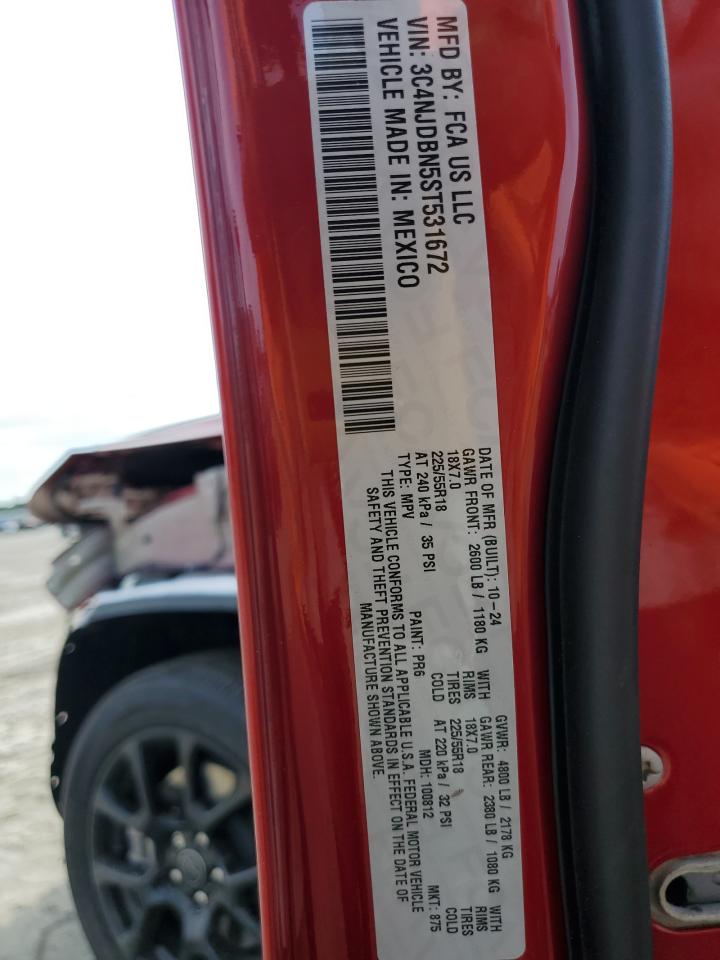 MFD BY: FCA US LLC
VIN: 3C4NJDBN5ST531672
VEHICLE MADE IN: MEXICO
DATE OF MFR (BUILT): 10-24 GVWR: 4800 LB / 2178 KG
GAWR FRONT: 2600 LB / 1180 KG WITH GAWR REAR: 2380 LB / 1080 KG WITH
18X7.0 RIMS 18X7.0 RIMS
225/55R18 TIRES 225/55R18 TIRES
AT 240 kPa / 35 PSI COLD AT 220 kPa / 32 PSI COLD
TYPE: MPV PAINT: PR6 MDH: 100812 MKT: 875
THIS VEHICLE CONFORMS TO ALL APPLICABLE U.S.A. FEDERAL MOTOR VEHICLE
SAFETY AND THEFT PREVENTION STANDARDS IN EFFECT ON THE DATE OF
MANUFACTURE SHOWN ABOVE.